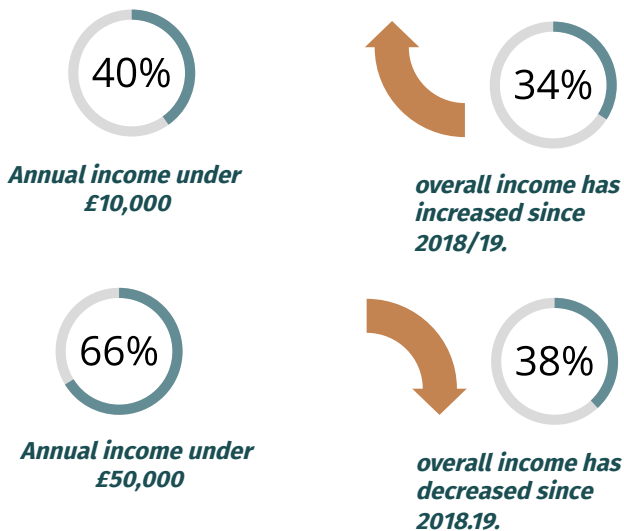 40%
34%
Annual income under
£10,000
overall income has
increased since
2018/19.
66%
38%
Annual income under
£50,000
overall income has
decreased since
2018.19.